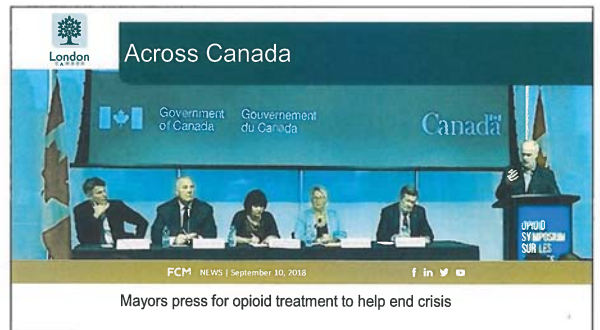 London
CANADA
Across Canada
Government of Canada
Gouvernement du Canada
Canada
OPIOID
SYMPOSIUM
SUR LES
FCM NEWS | September 10, 2018
Mayors press for opioid treatment to help end crisis